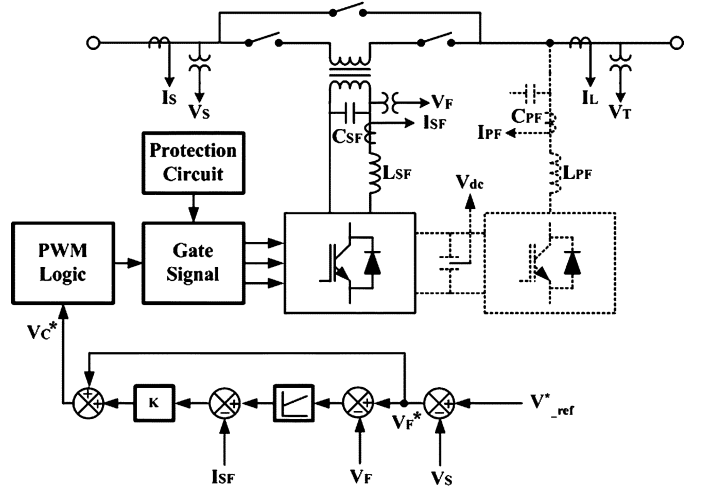 IS
VS
VF
ISF
CSF
LSF
IL
VT
CPF
IPF
LPF
Vdc
Protection
Circuit
PWM
Logic
Gate
Signal
VC*
+
+
K
+
−
+
−
VF*
+
−
V*_ref
ISF
VF
VS